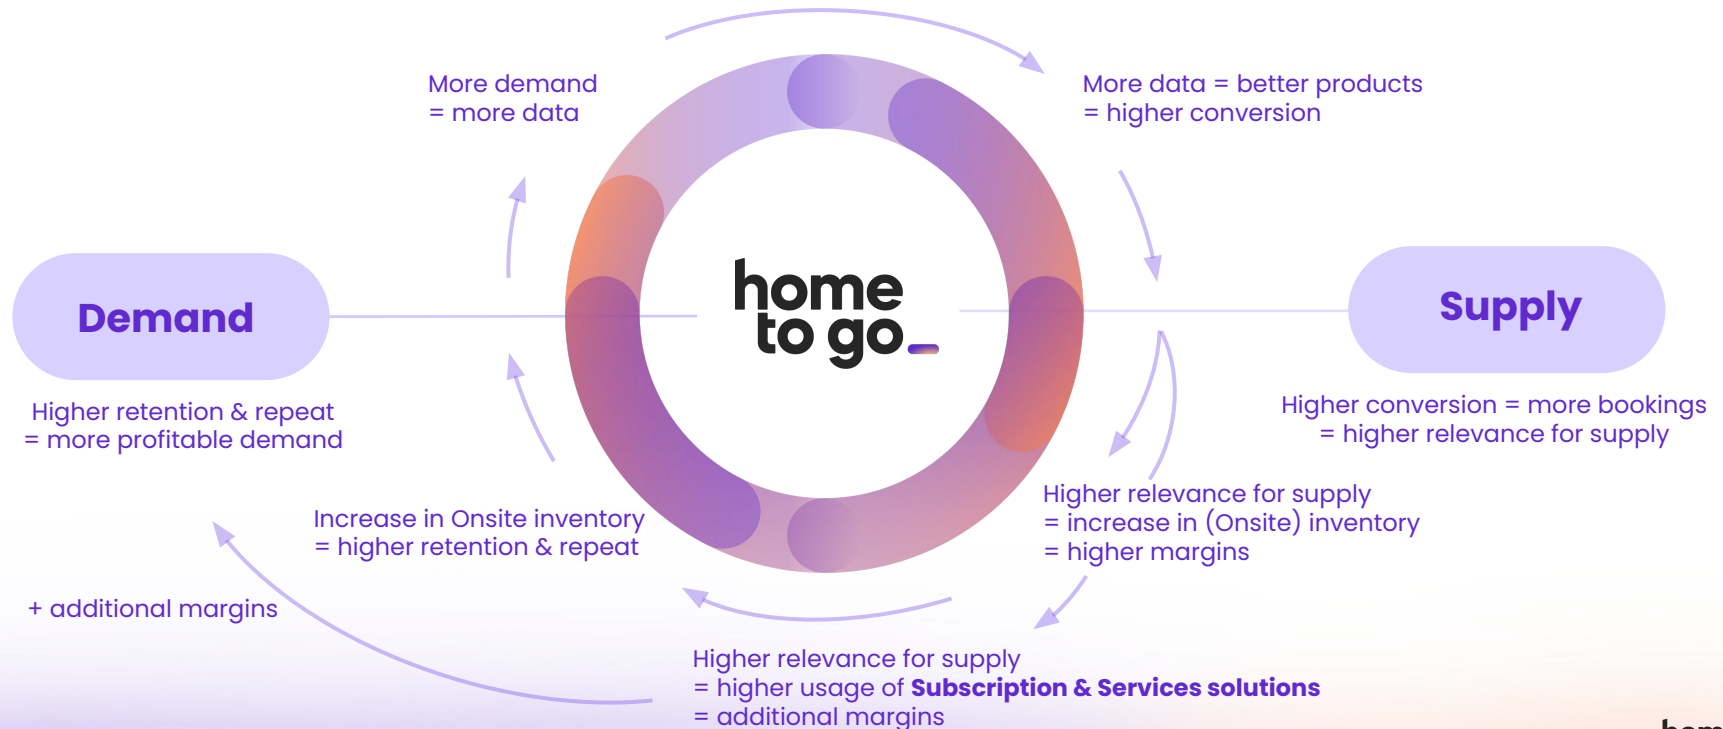 More demand
= more data
More data = better products
= higher conversion
Demand
home
to go_
Supply
Higher retention & repeat
= more profitable demand
Higher conversion = more bookings
= higher relevance for supply
Increase in Onsite inventory
= higher retention & repeat
Higher relevance for supply
= increase in (Onsite) inventory
= higher margins
+ additional margins
Higher relevance for supply
= higher usage of Subscription & Services solutions
= additional margins